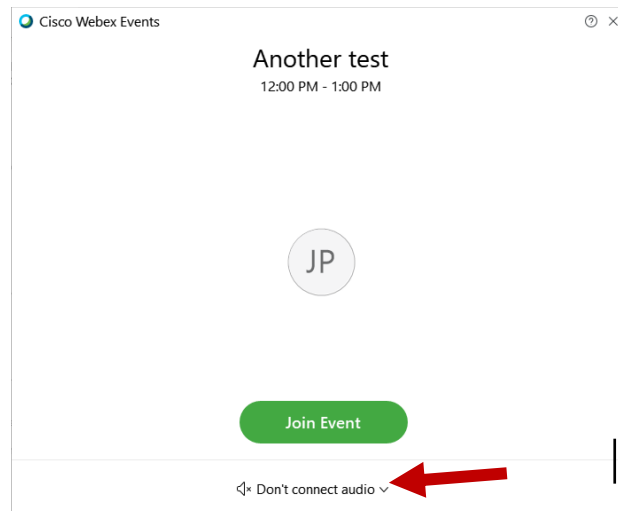 Cisco Webex Events
Another test
12:00 PM - 1:00 PM
JP
Join Event
Don't connect audio